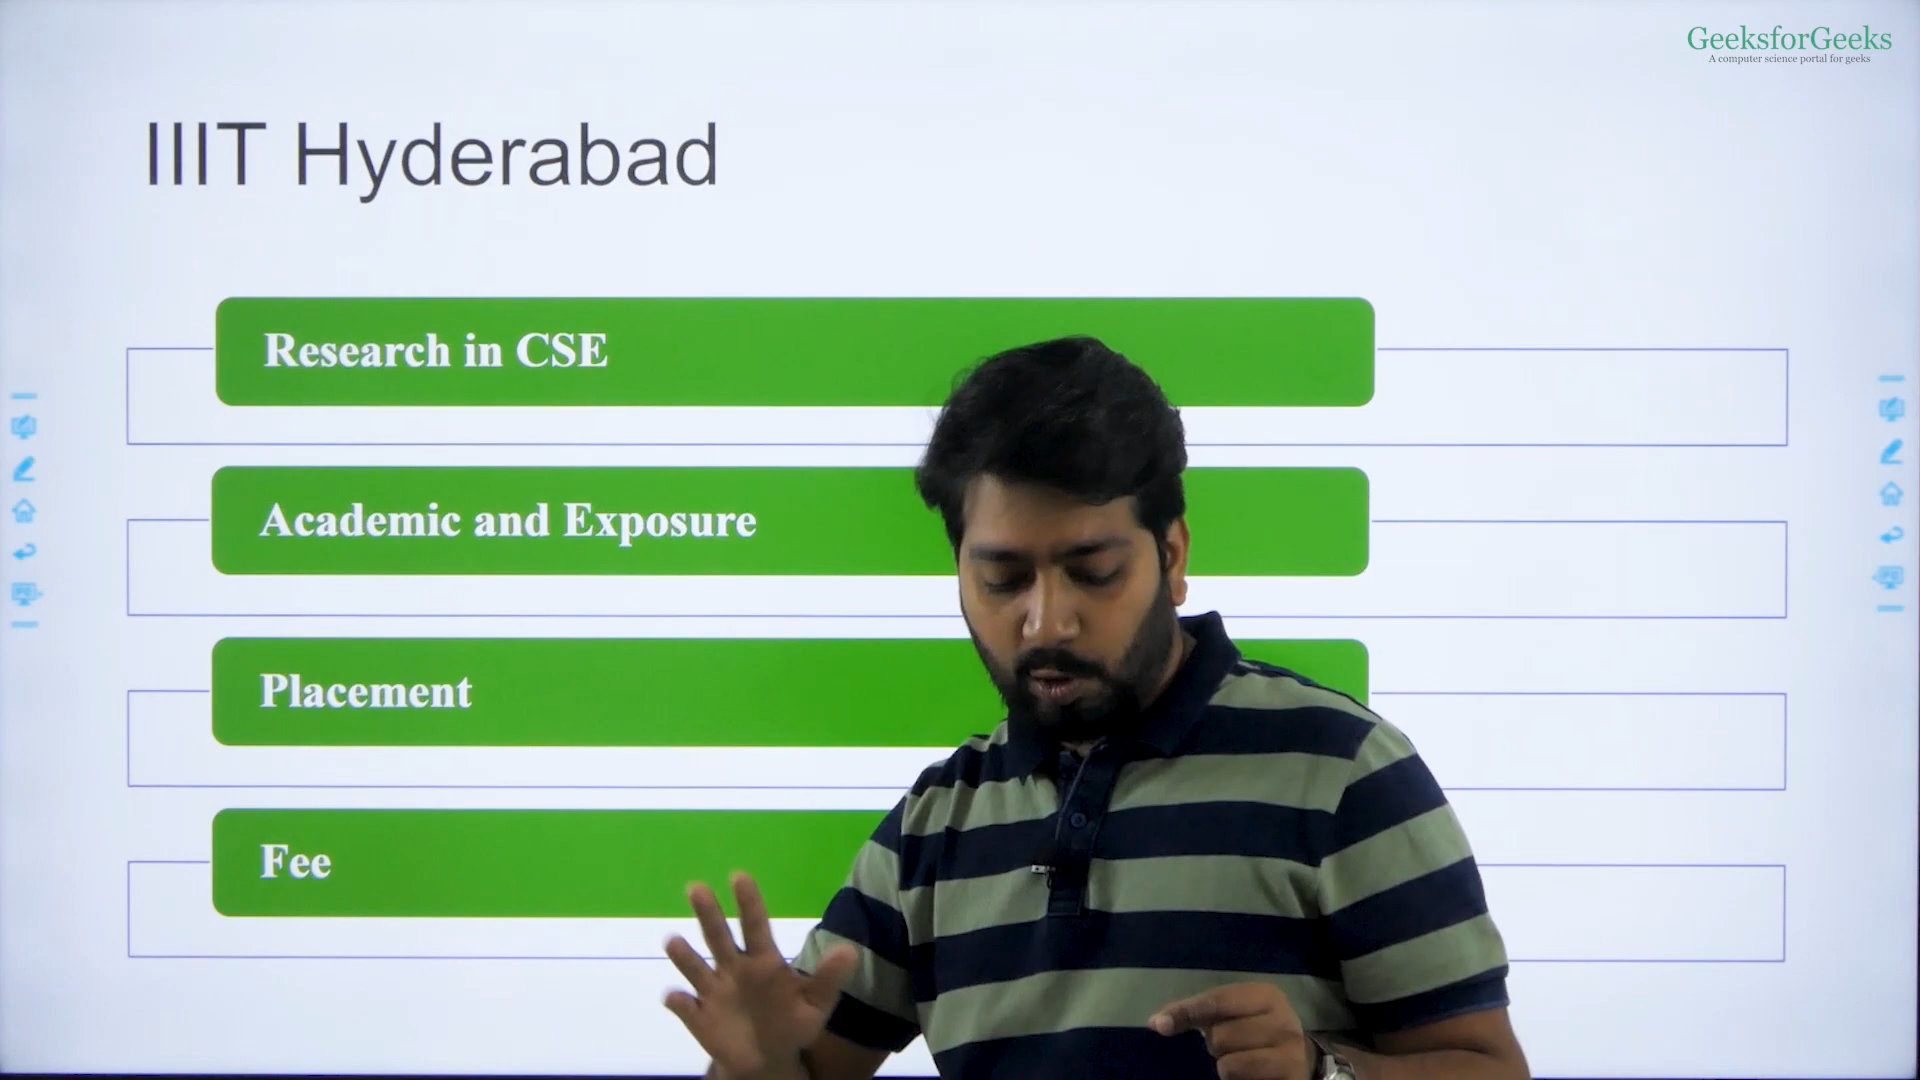 GeeksforGeeks
A computer science portal for geeks
IIIT Hyderabad
Research in CSE
Academic and Exposure
Placement
Fee